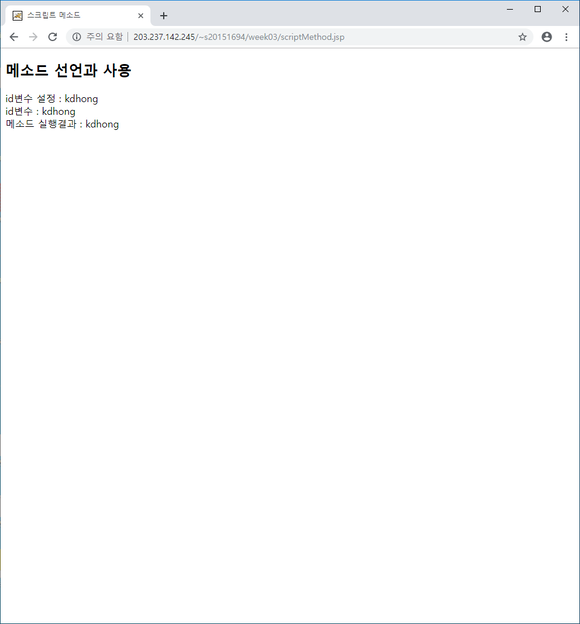 스크립트 메소드
주의 요함 | 203.237.142.245/~s20151694/week03/scriptMethod.jsp
메소드 선언과 사용
id변수 설정 : kdhong
id변수 : kdhong
메소드 실행결과 : kdhong